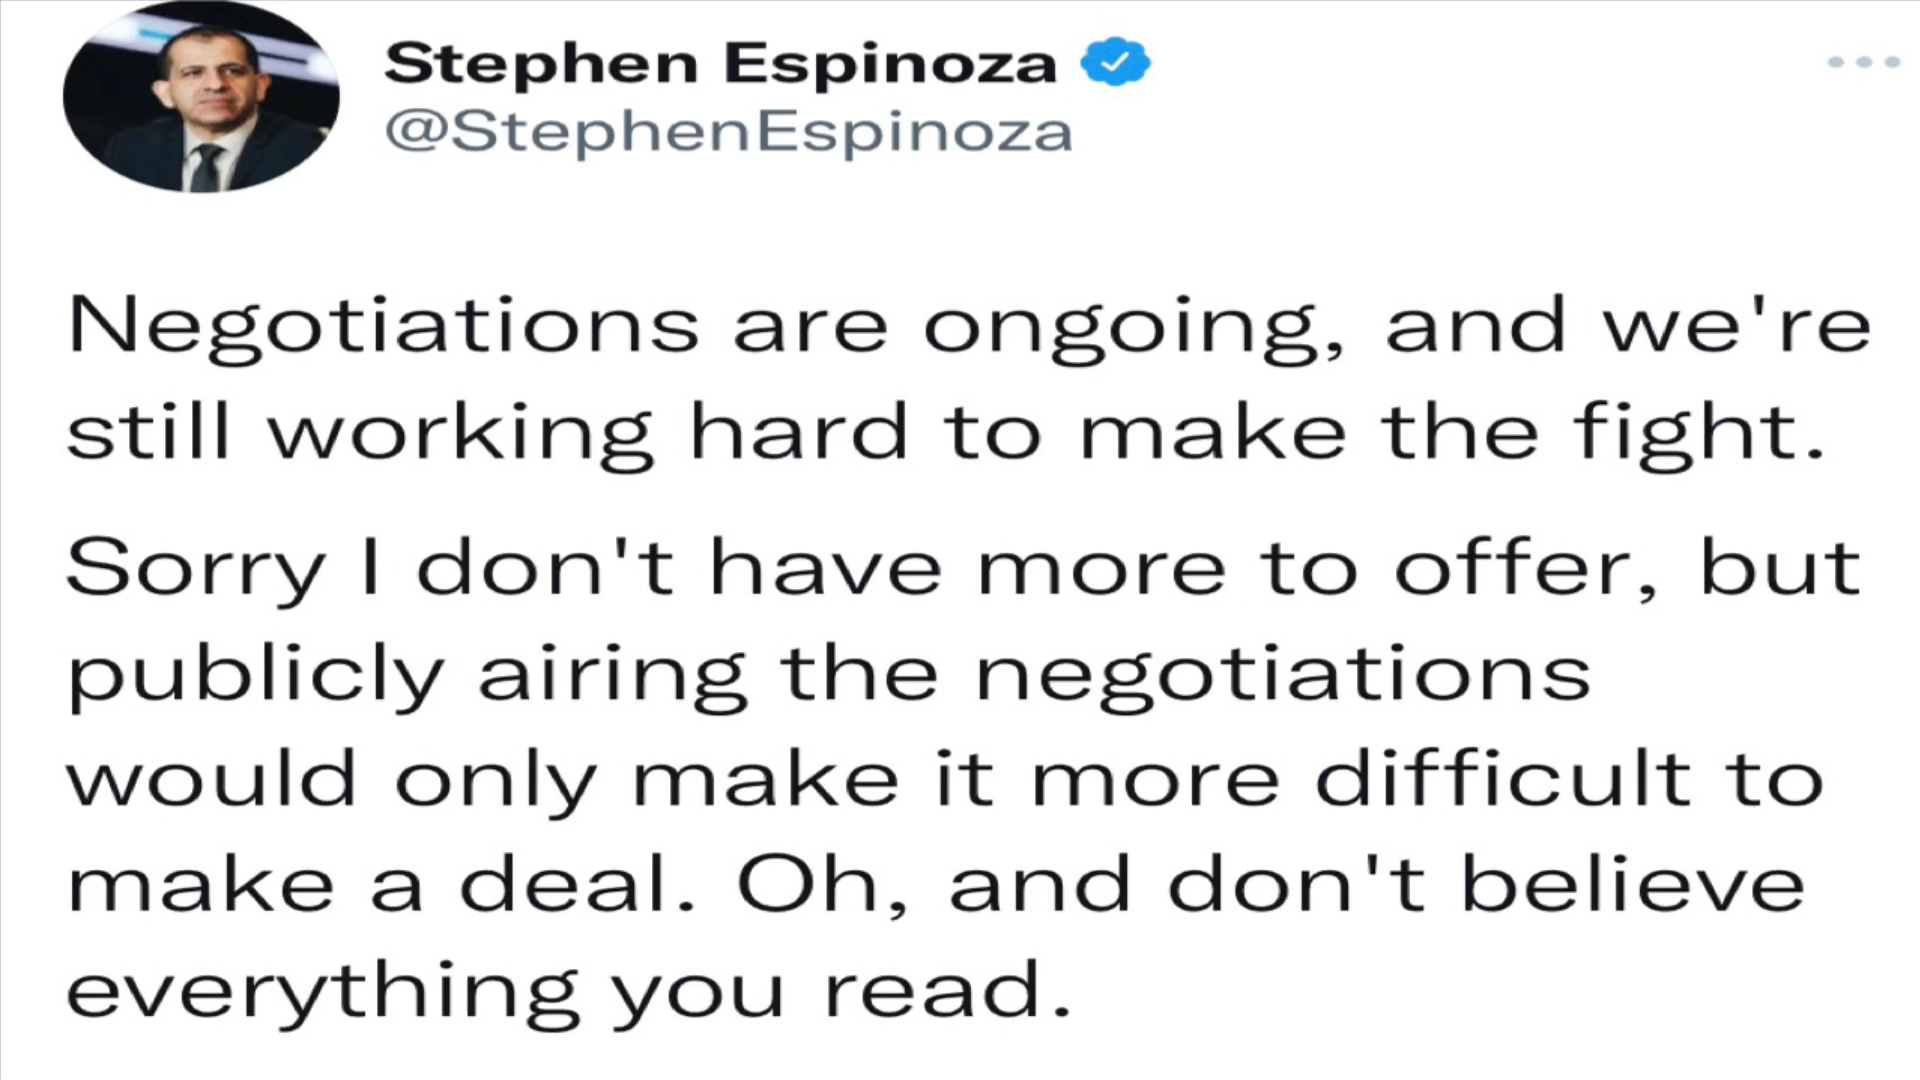 Stephen Espinoza
@StephenEspinoza
Negotiations are ongoing, and we're
still working hard to make the fight.
Sorry I don't have more to offer, but
publicly airing the negotiations
would only make it more difficult to
make a deal. Oh, and don't believe
everything you read.